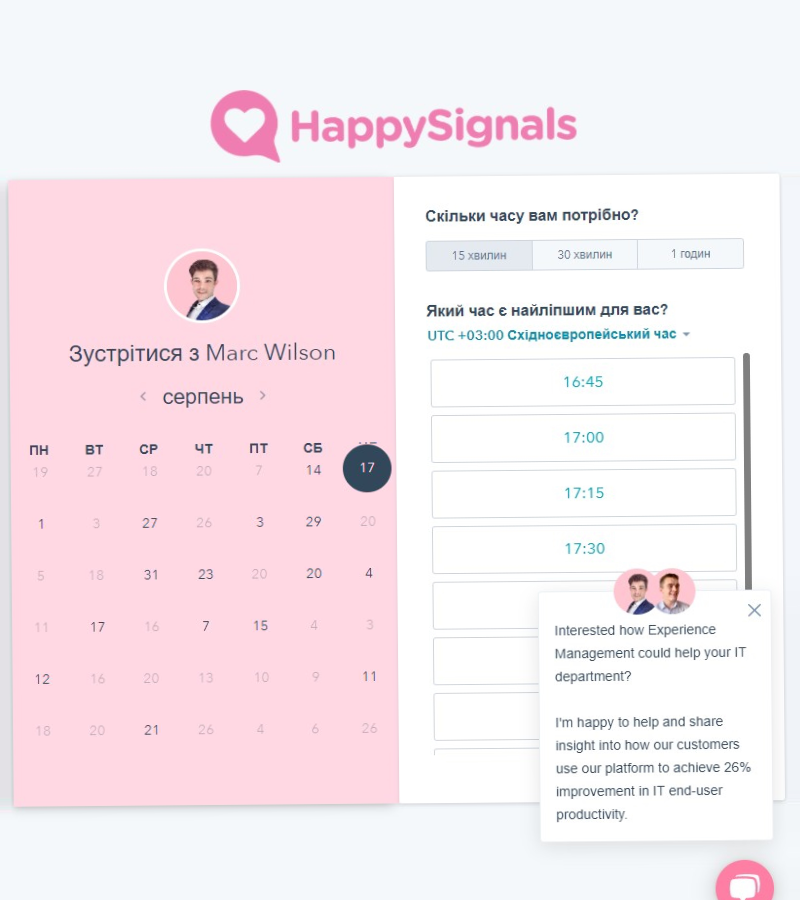 HappySignals
Зустрітися з Marc Wilson
серпень
ПН ВТ СР ЧТ ПТ СБ
19 27 18 20 7 14 17
1 3 27 26 3 29 20
5 18 31 23 20 20 4
11 17 16 7 15 4 3
12 16 20 13 10 9 11
18 20 21 26 4 6 26
Скільки часу вам потрібно?
15 хвилин 30 хвилин 1 годин
Який час є найліпшим для вас?
UTC +03:00 Східноєвропейський час
16:45
17:00
17:15
17:30
Interested how Experience
Management could help your IT
department?
I'm happy to help and share
insight into how our customers
use our platform to achieve 26%
improvement in IT end-user
productivity.